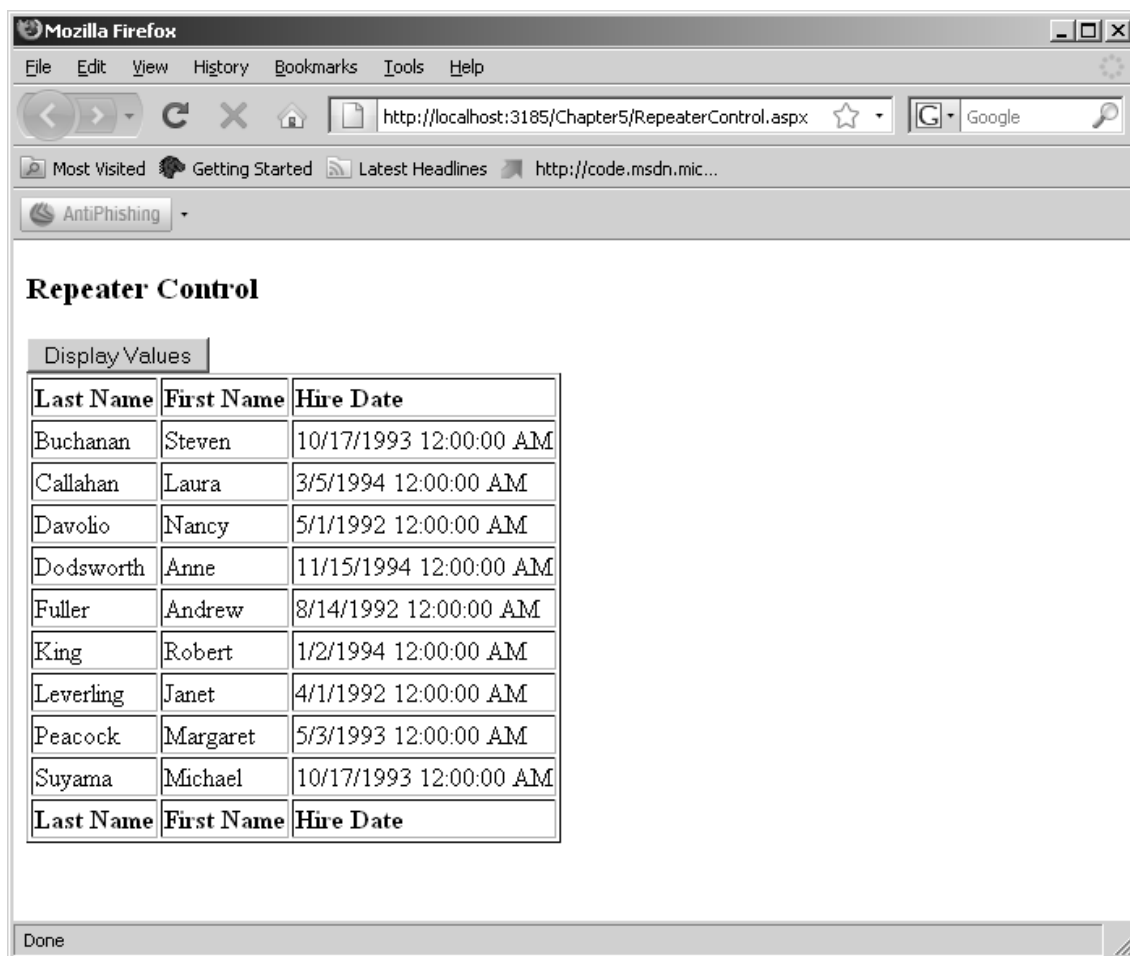 Mozilla Firefox
File Edit View History Bookmarks Tools Help
http://localhost:3185/Chapter5/RepeaterControl.aspx G Google
Most Visited Getting Started Latest Headlines http://code.msdn.mic...
AntiPhishing
Repeater Control
Display Values
Last Name First Name Hire Date
Buchanan Steven 10/17/1993 12:00:00 AM
Callahan Laura 3/5/1994 12:00:00 AM
Davolio Nancy 5/1/1992 12:00:00 AM
Dodsworth Anne 11/15/1994 12:00:00 AM
Fuller Andrew 8/14/1992 12:00:00 AM
King Robert 1/2/1994 12:00:00 AM
Leverling Janet 4/1/1992 12:00:00 AM
Peacock Margaret 5/3/1993 12:00:00 AM
Suyama Michael 10/17/1993 12:00:00 AM
Last Name First Name Hire Date
Done